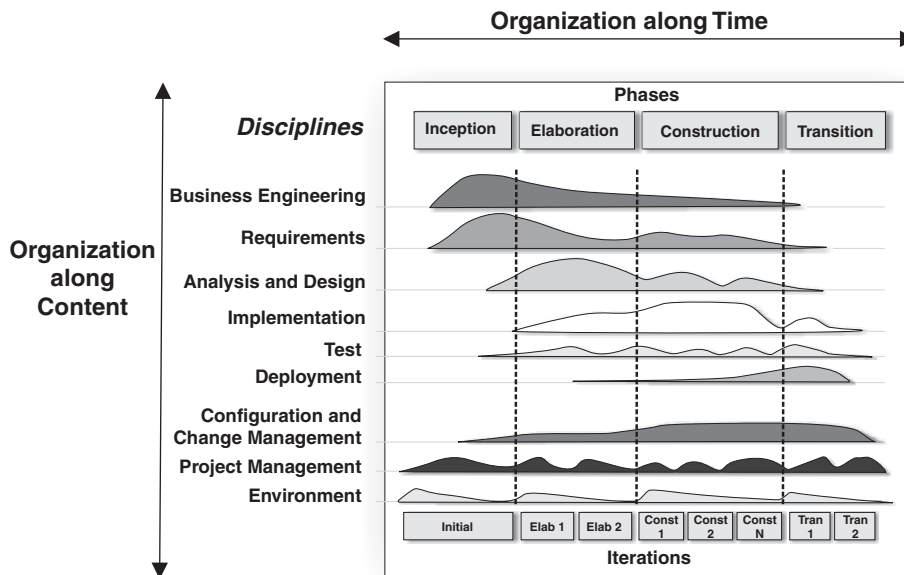 Organization along Time
Phases
Disciplines
Inception
Elaboration
Construction
Transition
Business Engineering
Requirements
Organization
along
Content
Analysis and Design
Implementation
Test
Deployment
Configuration and
Change Management
Project Management
Environment
Initial
Elab 1
Elab 2
Const
1
Const
2
Const
N
Tran
1
Tran
2
Iterations